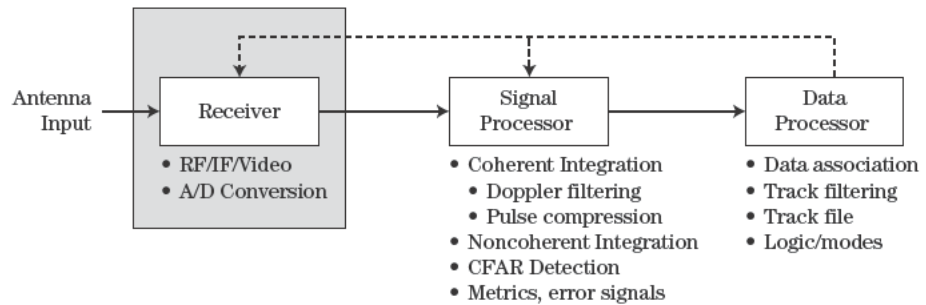 Antenna
Input
Receiver
• RF/IF/Video
• A/D Conversion
Signal
Processor
• Coherent Integration
• Doppler filtering
• Pulse compression
• Noncoherent Integration
• CFAR Detection
• Metrics, error signals
Data
Processor
• Data association
• Track filtering
• Track file
• Logic/modes